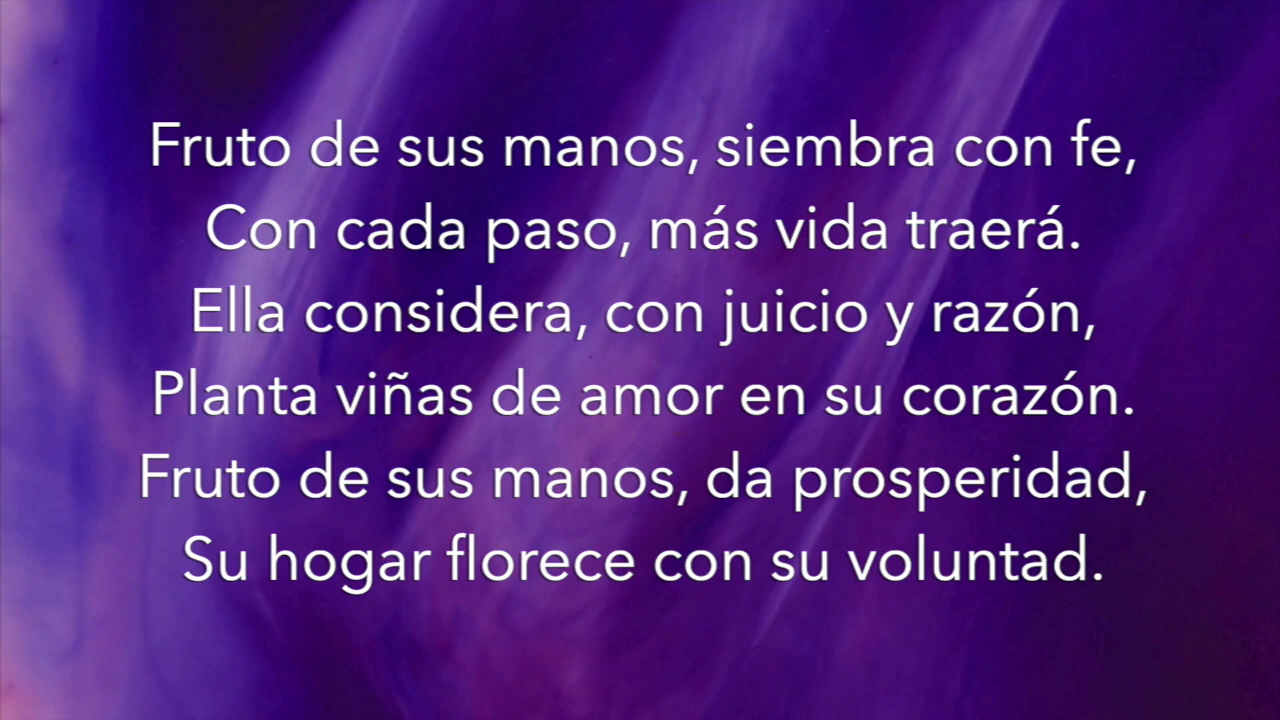 Fruto de sus manos, siembra con fe,
Con cada paso, más vida traerá.
Ella considera, con juicio y razón,
Planta viñas de amor en su corazón.
Fruto de sus manos, da prosperidad,
Su hogar florece con su voluntad.